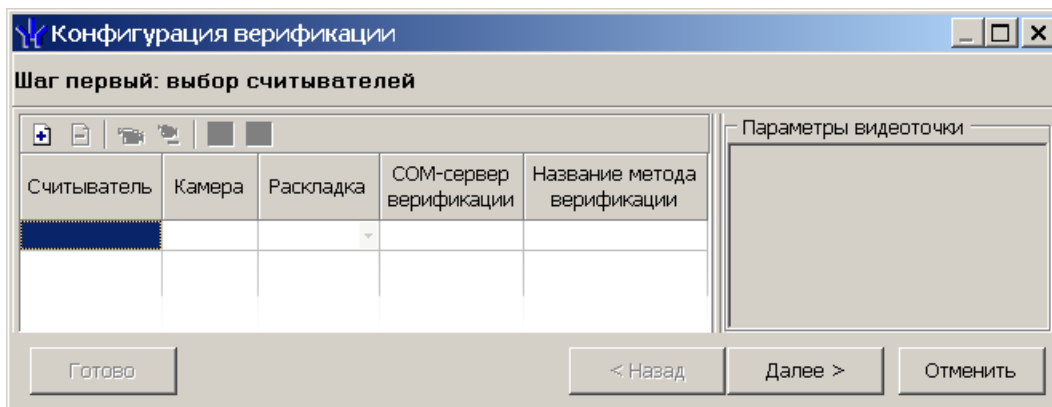 Конфигурация верификации
Шаг первый: выбор считывателей
Параметры видеоточки
Считыватель Камера Раскладка COM-сервер верификации Название метода верификации
Готово < Назад Далее > Отменить